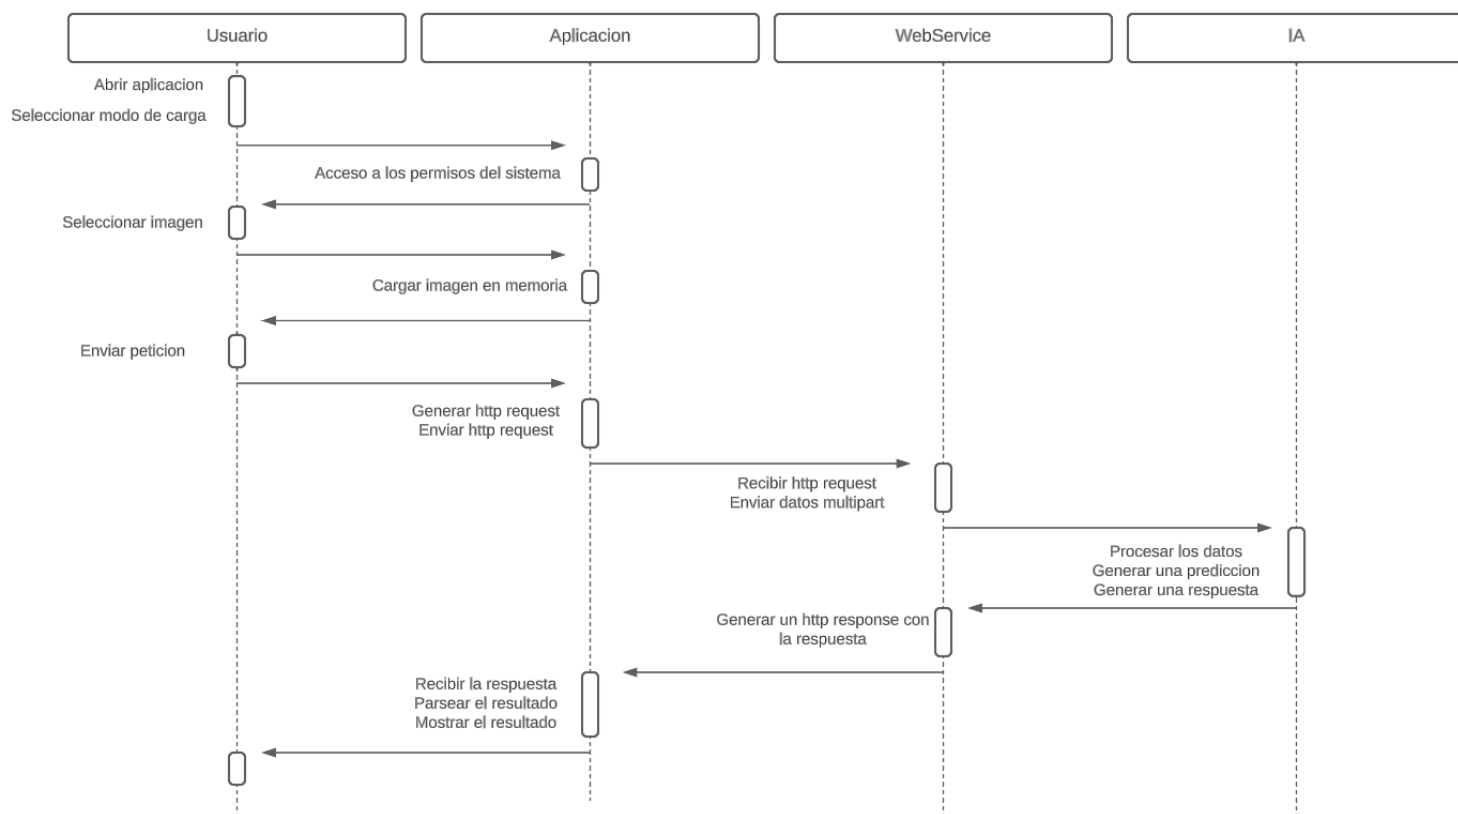 Usuario
Aplicacion
WebService
IA
Abrir aplicacion
Seleccionar modo de carga
Acceso a los permisos del sistema
Seleccionar imagen
Cargar imagen en memoria
Enviar peticion
Generar http request
Enviar http request
Recibir http request
Enviar datos multipart
Procesar los datos
Generar una prediccion
Generar una respuesta
Generar un http response con
la respuesta
Recibir la respuesta
Parsear el resultado
Mostrar el resultado